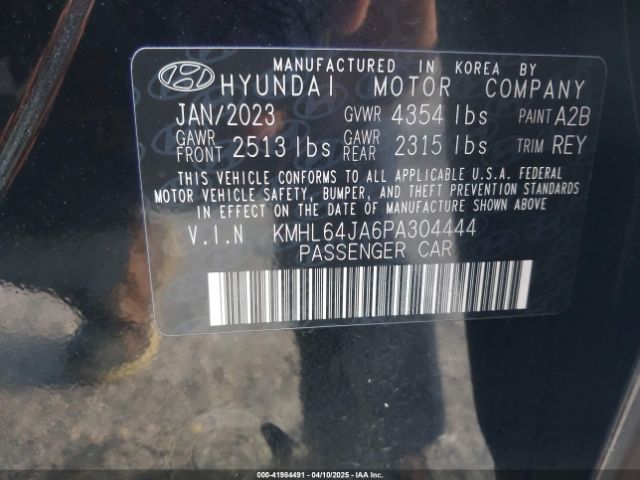 MANUFACTURED IN KOREA BY
HYUNDAI MOTOR COMPANY
JAN/2023 GVWR 4354 lbs PAINT A2B
GAWR FRONT 2513 lbs GAWR REAR 2315 lbs TRIM REY
THIS VEHICLE CONFORMS TO ALL APPLICABLE U.S.A. FEDERAL
MOTOR VEHICLE SAFETY, BUMPER, AND THEFT PREVENTION STANDARDS
IN EFFECT ON THE DATE OF MANUFACTURE SHOWN ABOVE
V.I.N KMHL64JA6PA304444
PASSENGER CAR
000-41984491 - 04/10/2025 - IAA Inc.